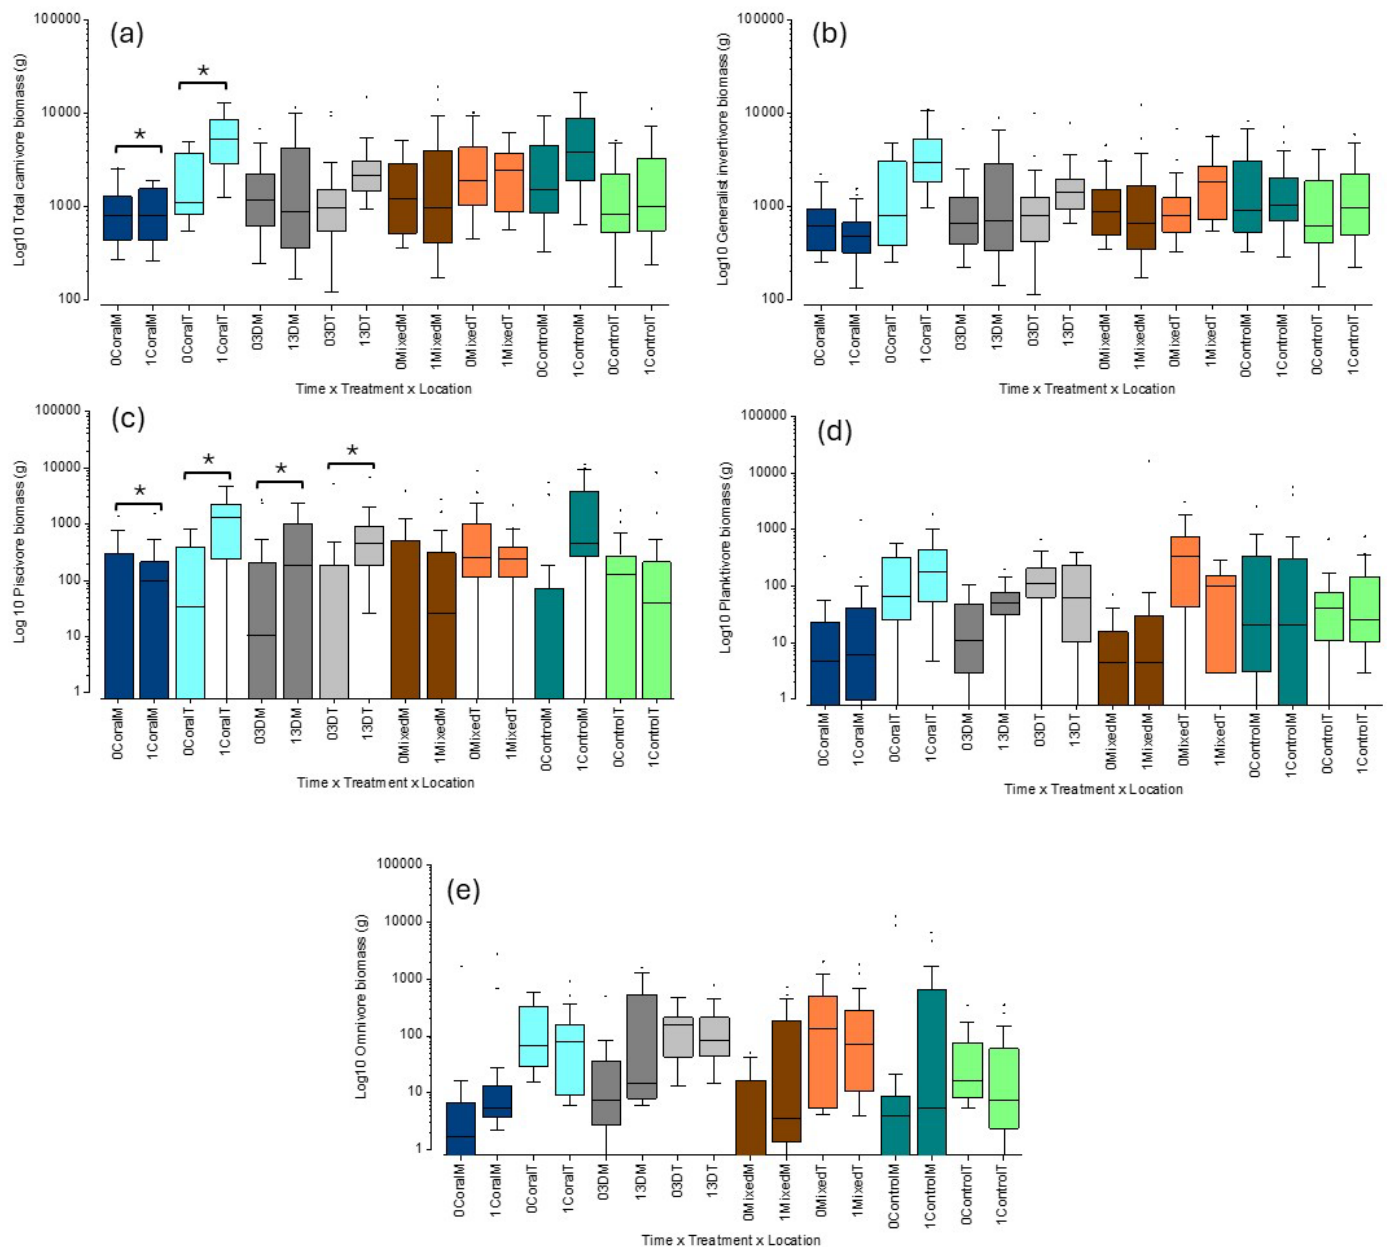 (a)
Log10 Total carnivore biomass (g)
100000
10000
1000
100
* *
0CoralM
1CoralM
0CoralT
1CoralT
03DM
13DM
03DT
13DT
0MixedM
1MixedM
0MixedT
1MixedT
0ControlM
1ControlM
0ControlT
1ControlT
Time x Treatment x Location
(b)
Log10 Generalist invertivore biomass (g)
100000
10000
1000
100
0CoralM
1CoralM
0CoralT
1CoralT
03DM
13DM
03DT
13DT
0MixedM
1MixedM
0MixedT
1MixedT
0ControlM
1ControlM
0ControlT
1ControlT
Time x Treatment x Location
(c)
Log10 Piscivore biomass (g)
100000
10000
1000
100
10
1
* * * *
0CoralM
1CoralM
0CoralT
1CoralT
03DM
13DM
03DT
13DT
0MixedM
1MixedM
0MixedT
1MixedT
0ControlM
1ControlM
0ControlT
1ControlT
Time x Treatment x Location
(d)
Log10 Planktivore biomass (g)
100000
10000
1000
100
10
1
0CoralM
1CoralM
0CoralT
1CoralT
03DM
13DM
03DT
13DT
0MixedM
1MixedM
0MixedT
1MixedT
0ControlM
1ControlM
0ControlT
1ControlT
Time x Treatment x Location
(e)
Log10 Omnivore biomass (g)
100000
10000
1000
100
10
1
0CoralM
1CoralM
0CoralT
1CoralT
03DM
13DM
03DT
13DT
0MixedM
1MixedM
0MixedT
1MixedT
0ControlM
1ControlM
0ControlT
1ControlT
Time x Treatment x Location